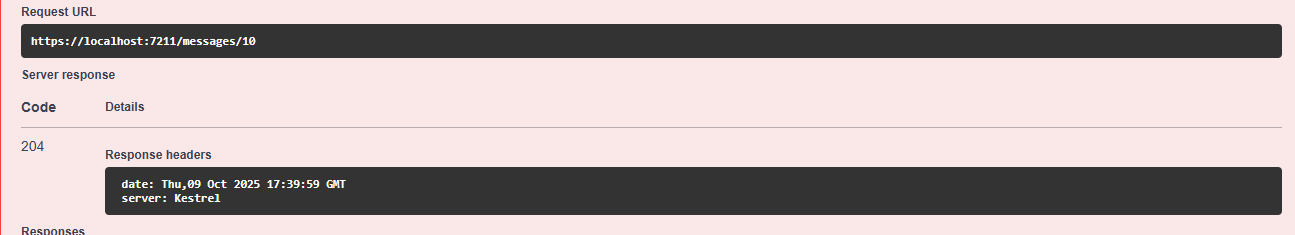 Request URL
https://localhost:7211/messages/10
Server response
Code Details
204
Response headers
date: Thu,09 Oct 2025 17:39:59 GMT
server: Kestrel
Responses